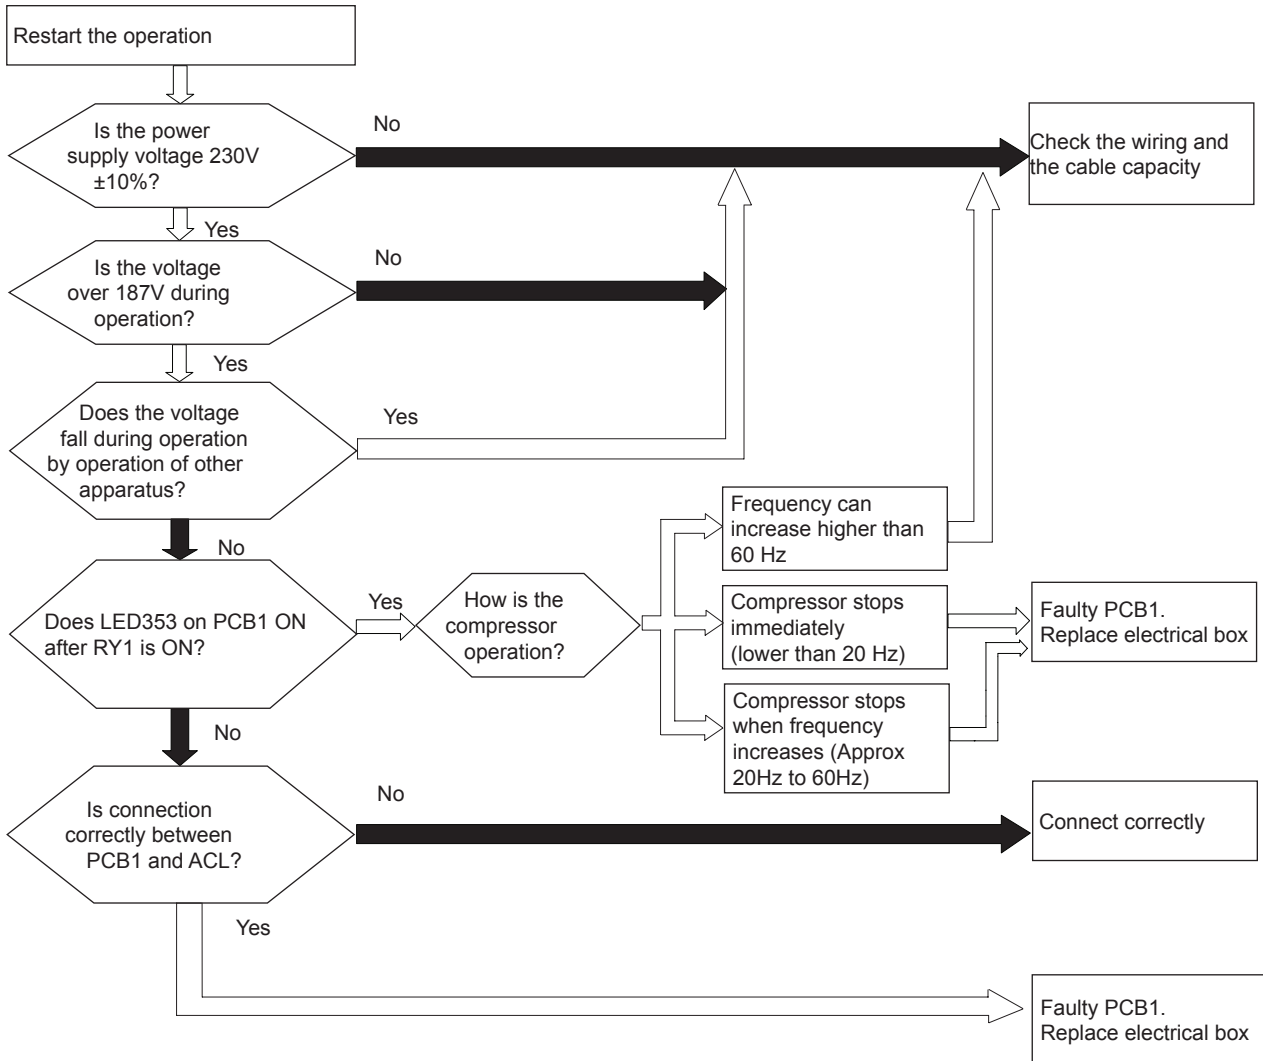 Restart the operation
Is the power
supply voltage 230V
±10%?
No
Check the wiring and
the cable capacity
Yes
Is the voltage
over 187V during
operation?
No
Yes
Does the voltage
fall during operation
by operation of other
apparatus?
Yes
No
Frequency can
increase higher than
60 Hz
Does LED353 on PCB1 ON
after RY1 is ON?
Yes
How is the
compressor
operation?
Compressor stops
immediately
(lower than 20 Hz)
Faulty PCB1.
Replace electrical box
Compressor stops
when frequency
increases (Approx
20Hz to 60Hz)
No
Is connection
correctly between
PCB1 and ACL?
No
Connect correctly
Yes
Faulty PCB1.
Replace electrical box